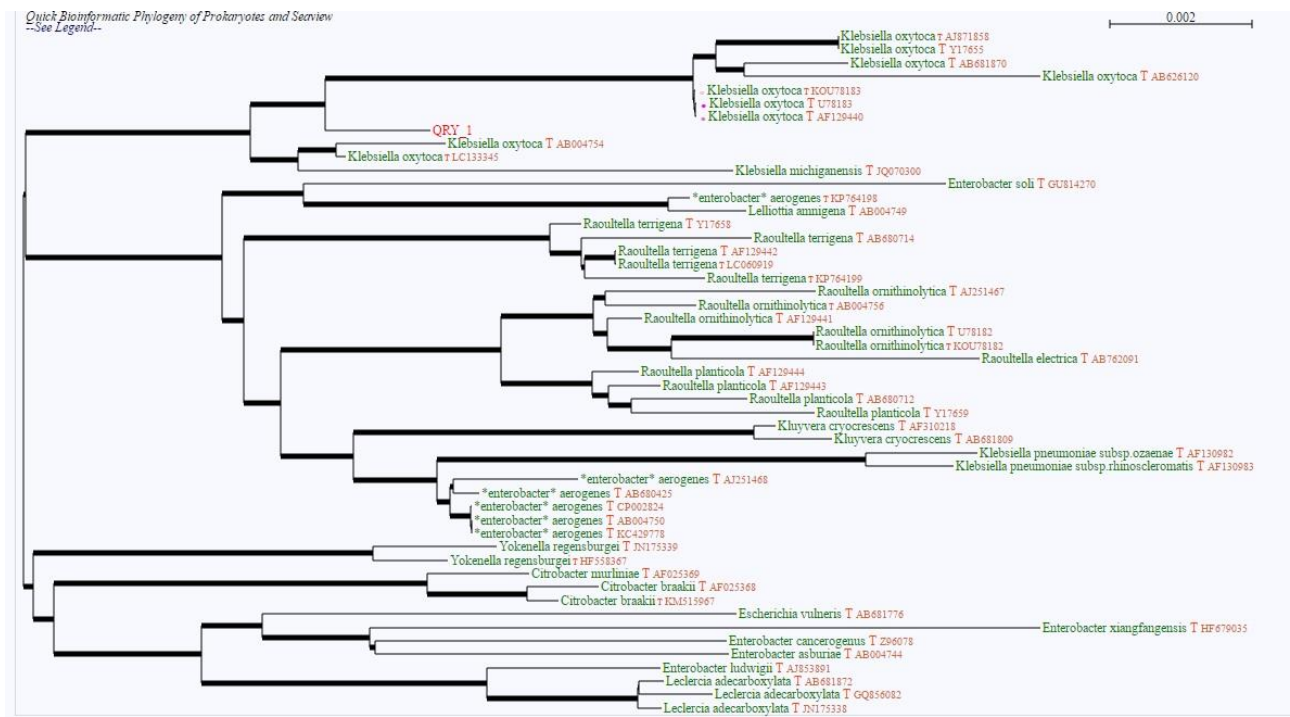 Quick Bioinformatic Phylogeny of Prokaryotes and Seaview
--See Legend--
0.002
Klebsiella oxytoca T AJ871858
Klebsiella oxytoca T Y17655
Klebsiella oxytoca T AB681870
Klebsiella oxytoca T AB626120
Klebsiella oxytoca T KOU78183
Klebsiella oxytoca T U78183
Klebsiella oxytoca T AF129440
QRY_1
Klebsiella oxytoca T AB004754
Klebsiella oxytoca T LC133345
Klebsiella michiganensis T JQ070300
Enterobacter soli T GU814270
*enterobacter* aerogenes T KP764198
Lelliottia amnigena T AB004749
Raoultella terrigena T Y17658
Raoultella terrigena T AB680714
Raoultella terrigena T AF129442
Raoultella terrigena T LC060919
Raoultella terrigena T KP764199
Raoultella ornithinolytica T AJ251467
Raoultella ornithinolytica T AB004756
Raoultella ornithinolytica T AF129441
Raoultella ornithinolytica T U78182
Raoultella ornithinolytica T KOU78182
Raoultella electrica T AB762091
Raoultella planticola T AF129444
Raoultella planticola T AF129443
Raoultella planticola T AB680712
Raoultella planticola T Y17659
Kluyvera cryocrescens T AF310218
Kluyvera cryocrescens T AB681809
Klebsiella pneumoniae subsp.ozaenae T AF130982
Klebsiella pneumoniae subsp.rhinoscleromatis T AF130983
*enterobacter* aerogenes T AJ251468
*enterobacter* aerogenes T AB680425
*enterobacter* aerogenes T CP002824
*enterobacter* aerogenes T AB004750
*enterobacter* aerogenes T KC429778
Yokenella regensburgei T JN175339
Yokenella regensburgei T HF558367
Citrobacter murliniae T AF025369
Citrobacter braakii T AF025368
Citrobacter braakii T KM515967
Escherichia vulneris T AB681776
Enterobacter xiangfangensis T HF679035
Enterobacter cancerogenus T Z96078
Enterobacter asburiae T AB004744
Enterobacter ludwigii T AJ853891
Leclercia adecarboxylata T AB681872
Leclercia adecarboxylata T GQ856082
Leclercia adecarboxylata T JN175338